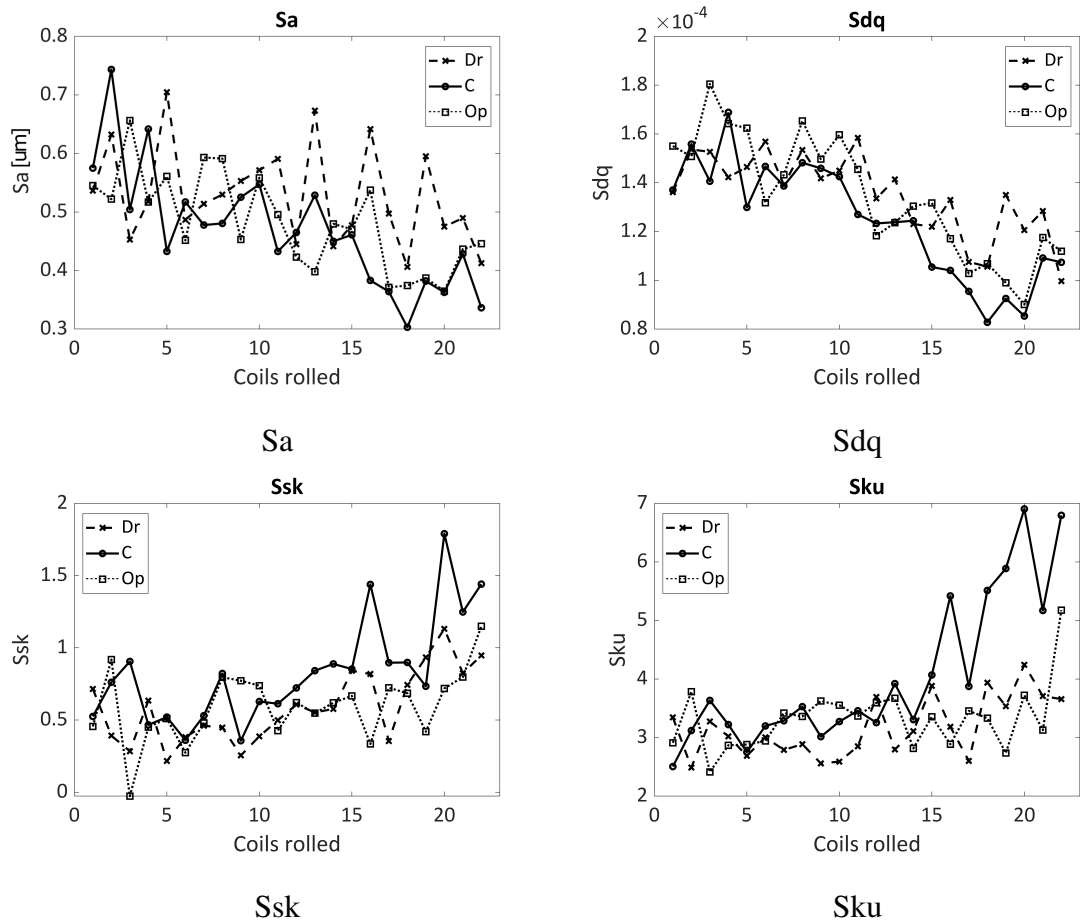 Sa
0.8
0.7
0.6
0.5
0.4
0.3
Sa [um]
Dr
C
Op
0 5 10 15 20
Coils rolled
Sa
Sdq
×10⁻⁴
2
1.8
1.6
1.4
1.2
1
0.8
Sdq
Dr
C
Op
0 5 10 15 20
Coils rolled
Sdq
Ssk
2
1.5
1
0.5
0
Ssk
Dr
C
Op
0 5 10 15 20
Coils rolled
Ssk
Sku
7
6
5
4
3
2
Sku
Dr
C
Op
0 5 10 15 20
Coils rolled
Sku